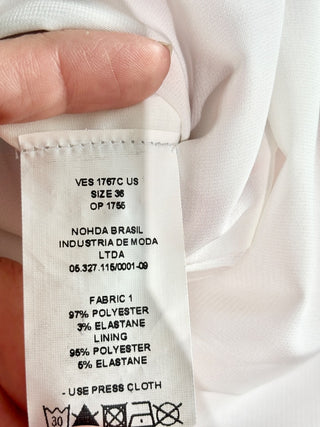 VES 1767C US
SIZE 36
OP 1755
NOHDA BRASIL
INDUSTRIA DE MODA
LTDA
05.327.115/0001-09
FABRIC 1
97% POLYESTER
3% ELASTANE
LINING
95% POLYESTER
5% ELASTANE
- USE PRESS CLOTH
30